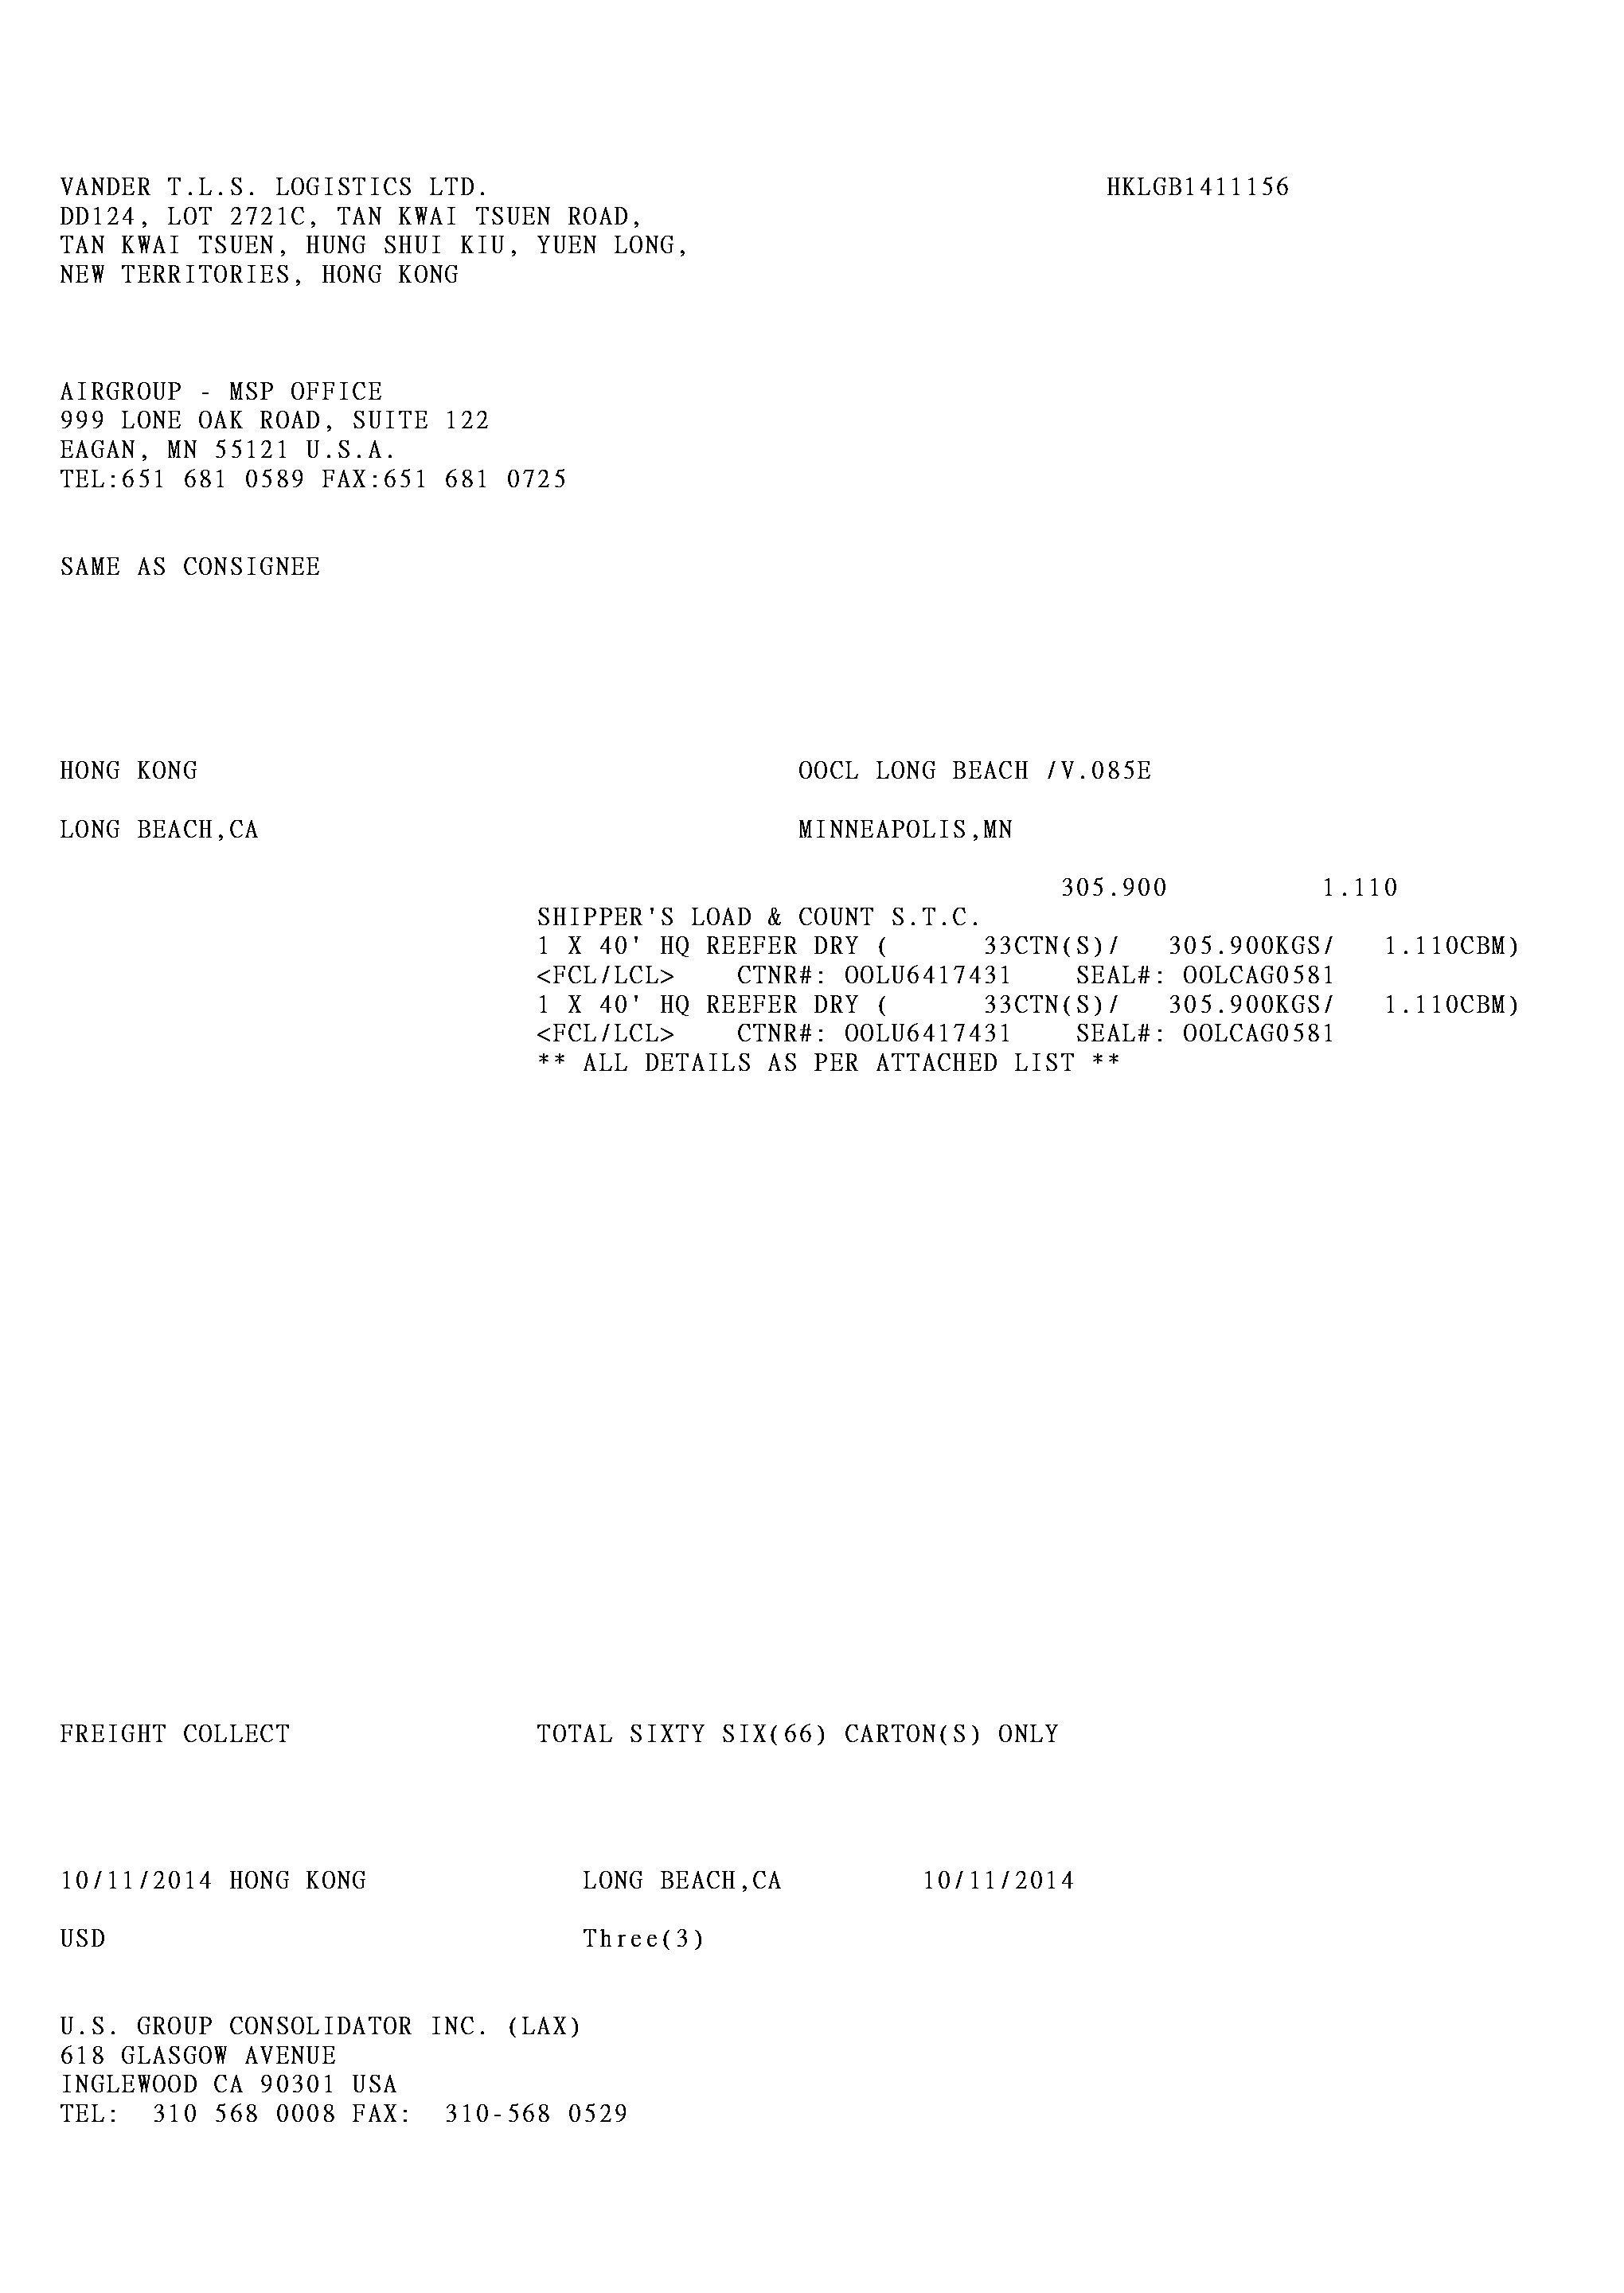 VANDER T.L.S. LOGISTICS LTD. HKLGB1411156
DD124, LOT 2721C, TAN KWAI TSUEN ROAD,
TAN KWAI TSUEN, HUNG SHUI KIU, YUEN LONG,
NEW TERRITORIES, HONG KONG
AIRGROUP - MSP OFFICE
999 LONE OAK ROAD, SUITE 122
EAGAN, MN 55121 U.S.A.
TEL:651 681 0589 FAX:651 681 0725
SAME AS CONSIGNEE
HONG KONG OOCL LONG BEACH /V.085E
LONG BEACH,CA MINNEAPOLIS,MN
305.900 1.110
SHIPPER'S LOAD & COUNT S.T.C.
1 X 40' HQ REEFER DRY ( 33CTN(S)/ 305.900KGS/ 1.110CBM)
<FCL/LCL> CTNR#: OOLU6417431 SEAL#: OOLCAG0581
1 X 40' HQ REEFER DRY ( 33CTN(S)/ 305.900KGS/ 1.110CBM)
<FCL/LCL> CTNR#: OOLU6417431 SEAL#: OOLCAG0581
** ALL DETAILS AS PER ATTACHED LIST **
FREIGHT COLLECT TOTAL SIXTY SIX(66) CARTON(S) ONLY
10/11/2014 HONG KONG LONG BEACH,CA 10/11/2014
USD Three(3)
U.S. GROUP CONSOLIDATOR INC. (LAX)
618 GLASGOW AVENUE
INGLEWOOD CA 90301 USA
TEL: 310 568 0008 FAX: 310-568 0529